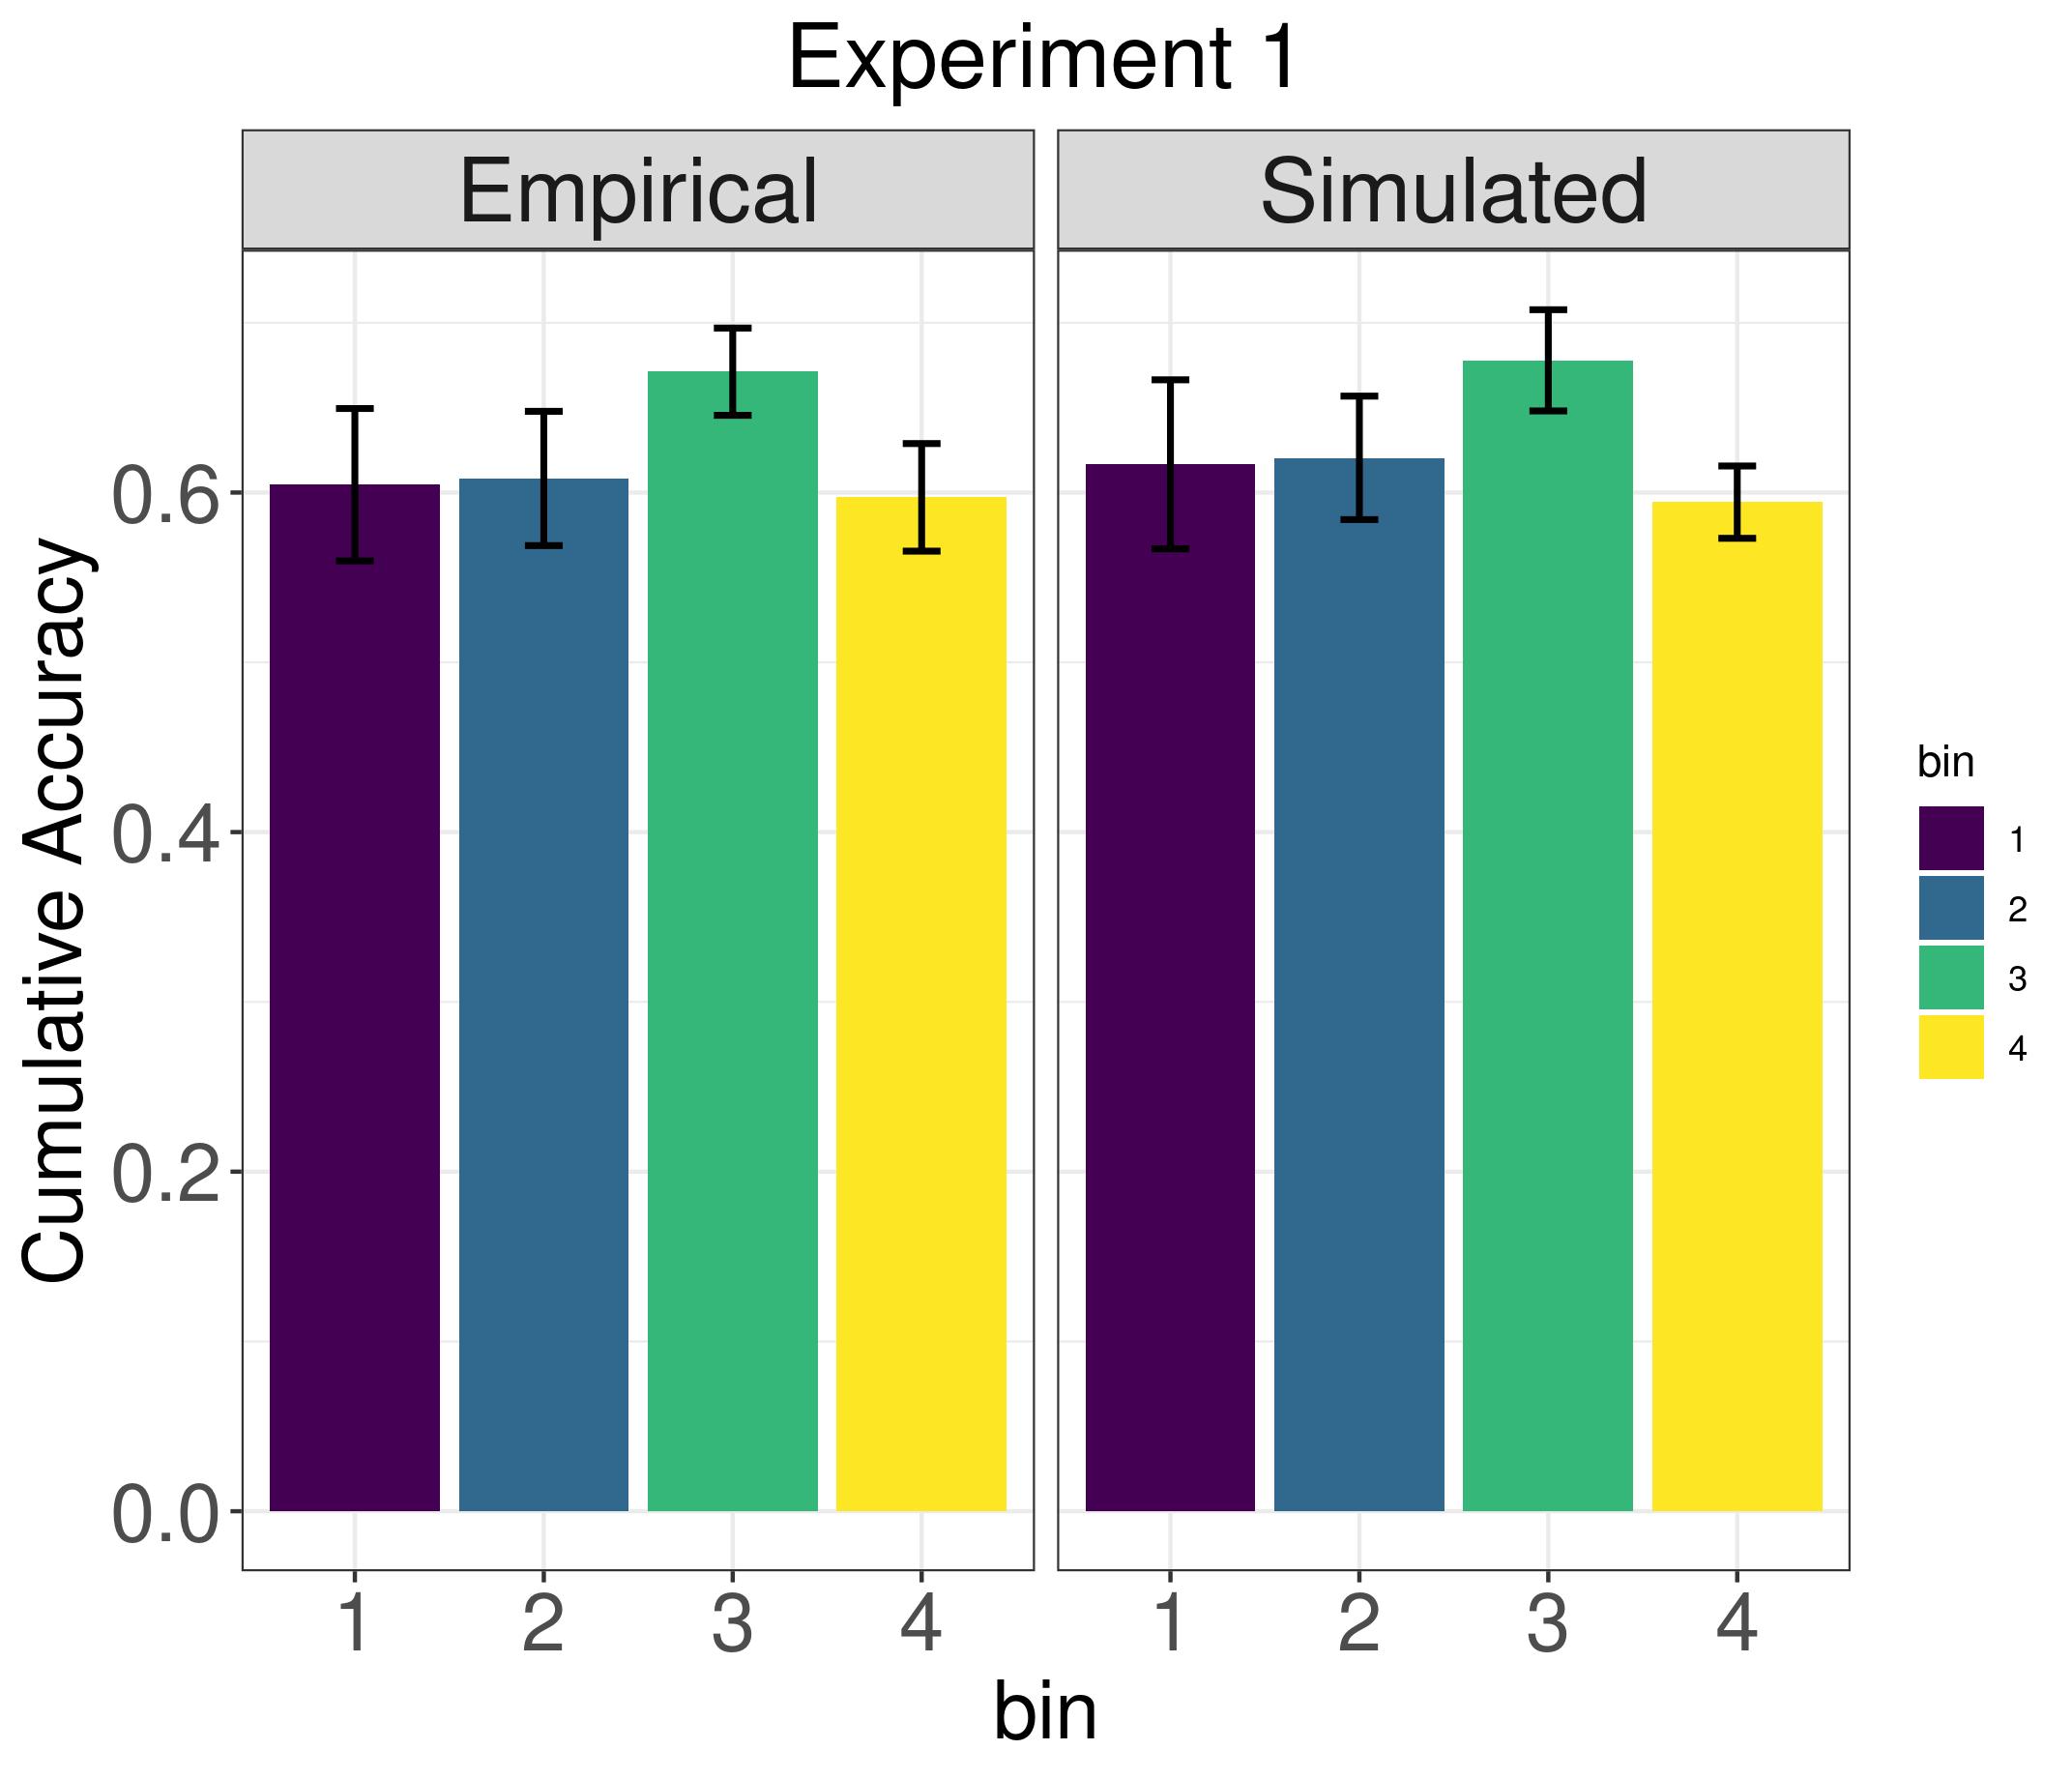 Experiment 1
Empirical
Simulated
Cumulative Accuracy
0.6
0.4
0.2
0.0
1 2 3 4
1 2 3 4
bin
bin
1
2
3
4